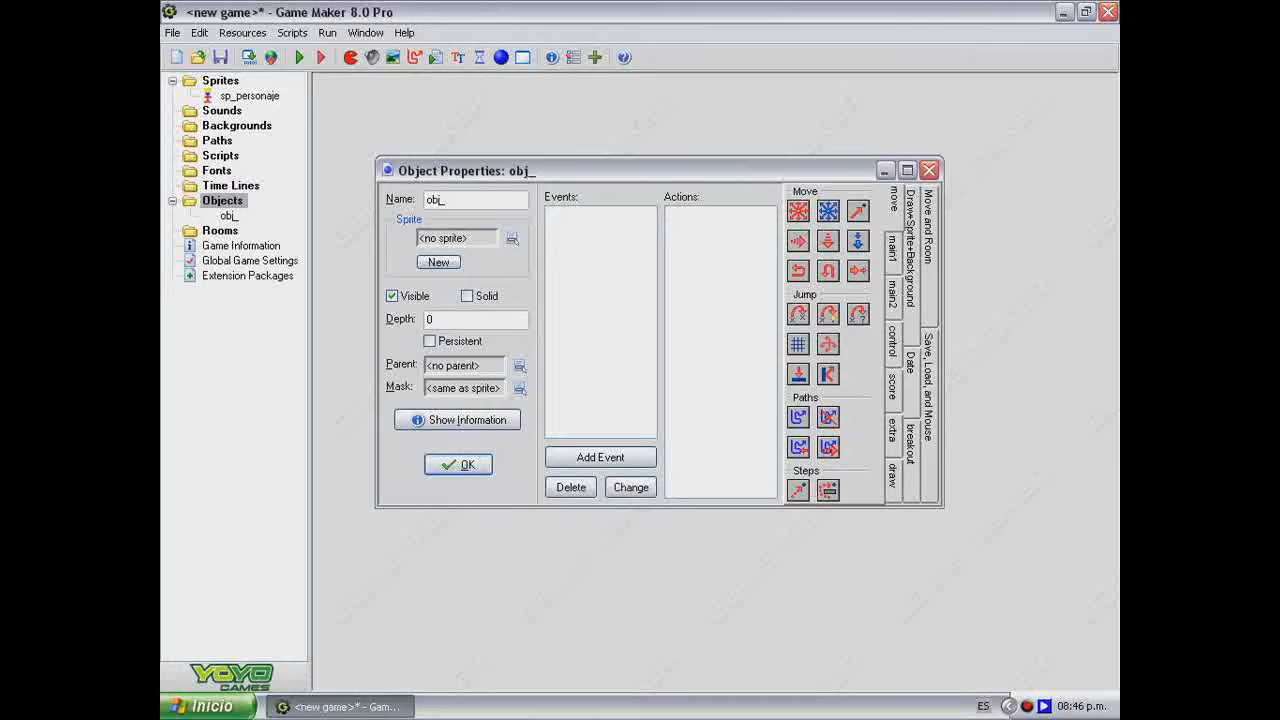 <new game>* - Game Maker 8.0 Pro
File Edit Resources Scripts Run Window Help
Sprites
sp_personaje
Sounds
Backgrounds
Paths
Scripts
Fonts
Time Lines
Objects
obj_
Rooms
Game Information
Global Game Settings
Extension Packages
YOYO
GAMES
Object Properties: obj_
Name: obj_
Sprite
<no sprite>
New
Visible Solid
Depth: 0
Persistent
Parent: <no parent>
Mask: <same as sprite>
Show Information
OK
Events:
Add Event
Delete Change
Actions:
Move
Jump
Paths
Steps
move
main1
main2
control
score
extra
draw
Draw+Sprite+Background
Date
breakout
Move and Room
Save, Load, and Mouse
Inicio
<new game>* - Gam...
ES
08:46 p.m.